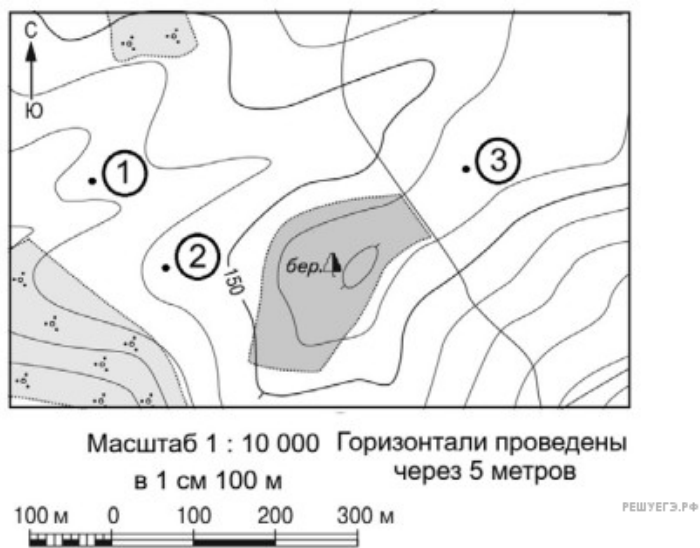 С
Ю
1
3
2
бер.
150
Масштаб 1 : 10 000
в 1 см 100 м
Горизонтали проведены
через 5 метров
100 м 0 100 200 300 м
РЕШУЕГЭ.РФ